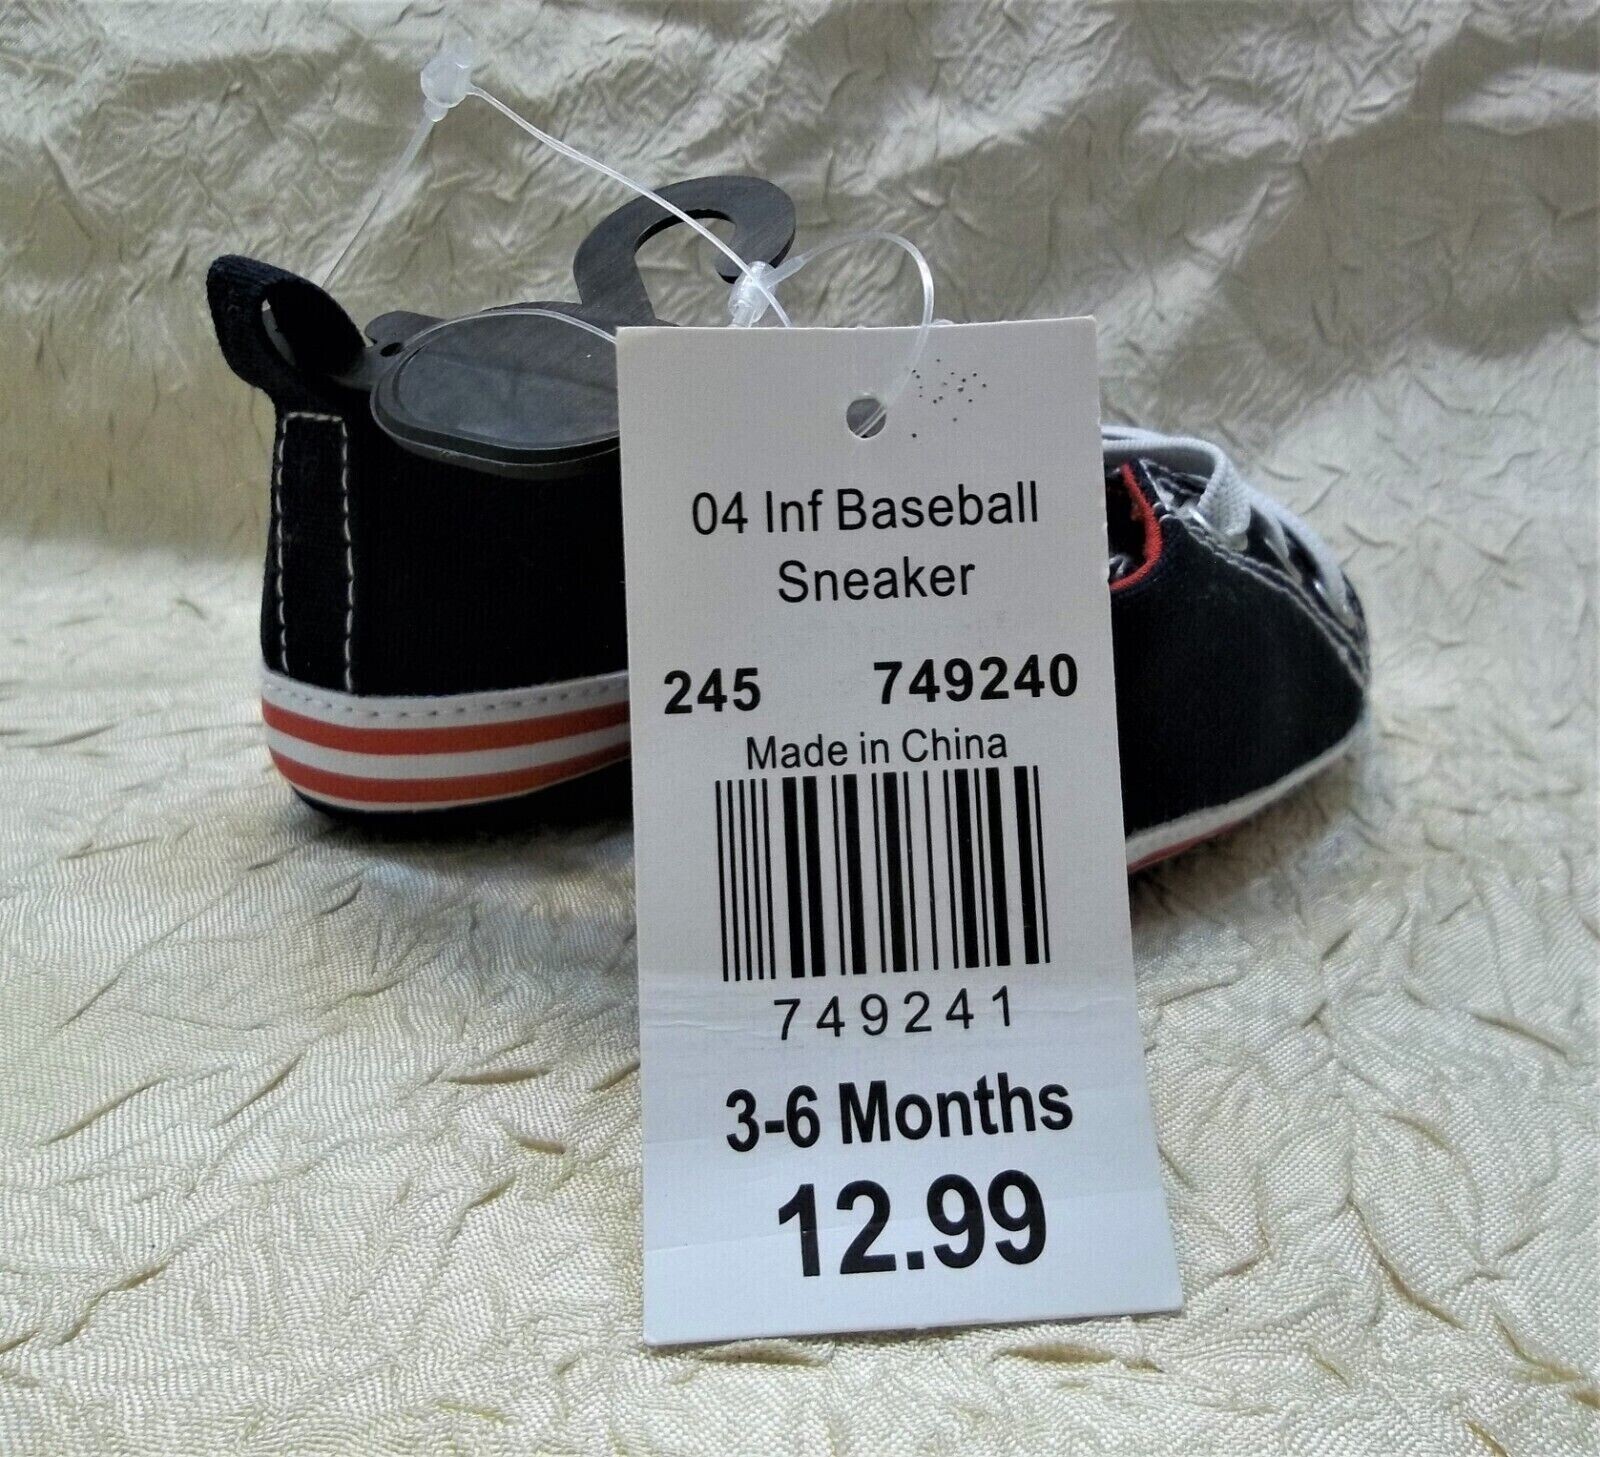 04 Inf Baseball
Sneaker
245 749240
Made in China
749241
3-6 Months
12.99